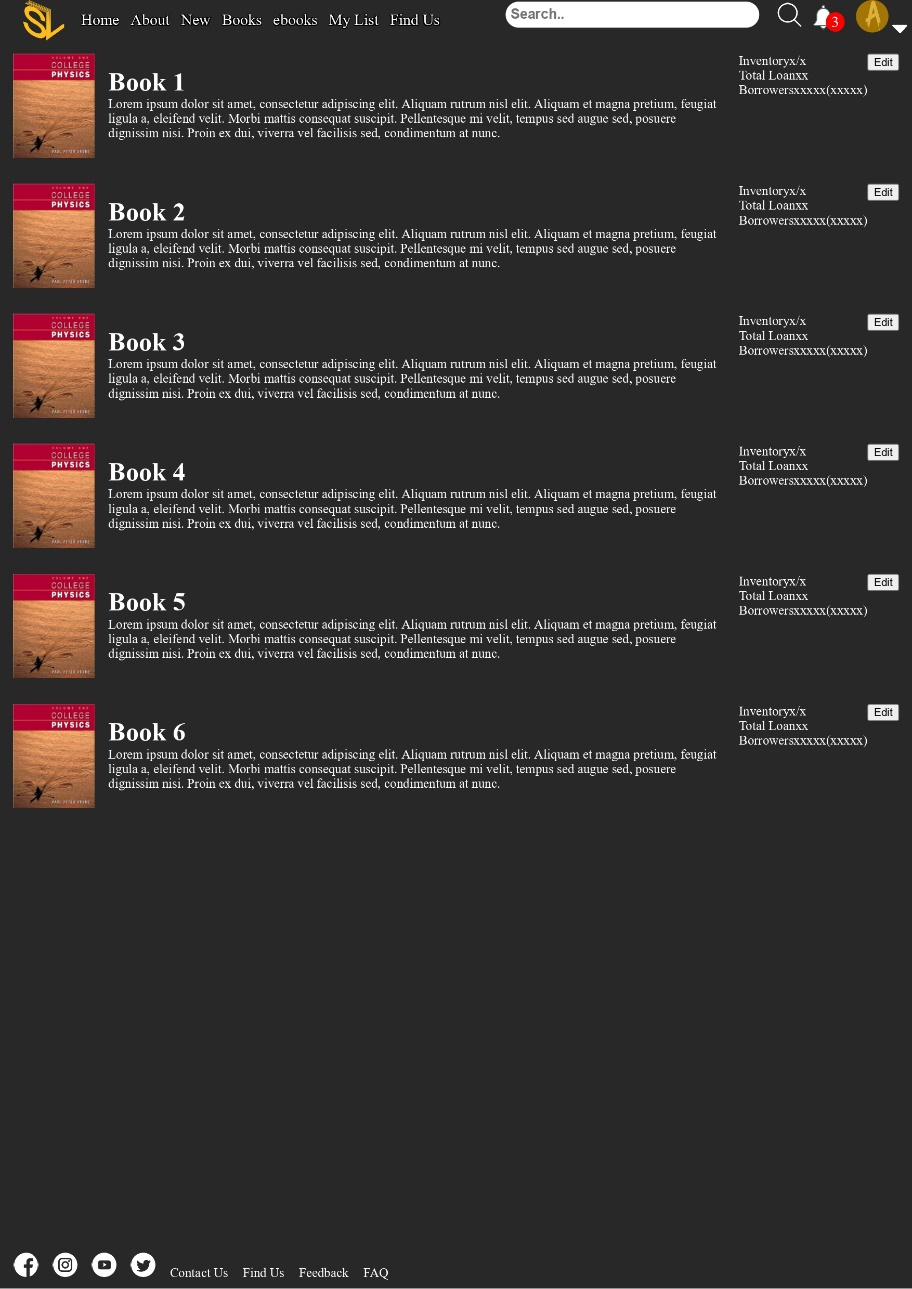 SL
Home About New Books ebooks My List Find Us
Search..
3
A
COLLEGE
PHYSICS
Book 1
Lorem ipsum dolor sit amet, consectetur adipiscing elit. Aliquam rutrum nisl elit. Aliquam et magna pretium, feugiat
ligula a, eleifend velit. Morbi mattis consequat suscipit. Pellentesque mi velit, tempus sed augue sed, posuere
dignissim nisi. Proin ex dui, viverra vel facilisis sed, condimentum at nunc.
Inventoryx/x
Total Loanxx
Borrowersxxxxx(xxxxx)
Edit
COLLEGE
PHYSICS
Book 2
Lorem ipsum dolor sit amet, consectetur adipiscing elit. Aliquam rutrum nisl elit. Aliquam et magna pretium, feugiat
ligula a, eleifend velit. Morbi mattis consequat suscipit. Pellentesque mi velit, tempus sed augue sed, posuere
dignissim nisi. Proin ex dui, viverra vel facilisis sed, condimentum at nunc.
Inventoryx/x
Total Loanxx
Borrowersxxxxx(xxxxx)
Edit
COLLEGE
PHYSICS
Book 3
Lorem ipsum dolor sit amet, consectetur adipiscing elit. Aliquam rutrum nisl elit. Aliquam et magna pretium, feugiat
ligula a, eleifend velit. Morbi mattis consequat suscipit. Pellentesque mi velit, tempus sed augue sed, posuere
dignissim nisi. Proin ex dui, viverra vel facilisis sed, condimentum at nunc.
Inventoryx/x
Total Loanxx
Borrowersxxxxx(xxxxx)
Edit
COLLEGE
PHYSICS
Book 4
Lorem ipsum dolor sit amet, consectetur adipiscing elit. Aliquam rutrum nisl elit. Aliquam et magna pretium, feugiat
ligula a, eleifend velit. Morbi mattis consequat suscipit. Pellentesque mi velit, tempus sed augue sed, posuere
dignissim nisi. Proin ex dui, viverra vel facilisis sed, condimentum at nunc.
Inventoryx/x
Total Loanxx
Borrowersxxxxx(xxxxx)
Edit
COLLEGE
PHYSICS
Book 5
Lorem ipsum dolor sit amet, consectetur adipiscing elit. Aliquam rutrum nisl elit. Aliquam et magna pretium, feugiat
ligula a, eleifend velit. Morbi mattis consequat suscipit. Pellentesque mi velit, tempus sed augue sed, posuere
dignissim nisi. Proin ex dui, viverra vel facilisis sed, condimentum at nunc.
Inventoryx/x
Total Loanxx
Borrowersxxxxx(xxxxx)
Edit
COLLEGE
PHYSICS
Book 6
Lorem ipsum dolor sit amet, consectetur adipiscing elit. Aliquam rutrum nisl elit. Aliquam et magna pretium, feugiat
ligula a, eleifend velit. Morbi mattis consequat suscipit. Pellentesque mi velit, tempus sed augue sed, posuere
dignissim nisi. Proin ex dui, viverra vel facilisis sed, condimentum at nunc.
Inventoryx/x
Total Loanxx
Borrowersxxxxx(xxxxx)
Edit
Contact Us Find Us Feedback FAQ